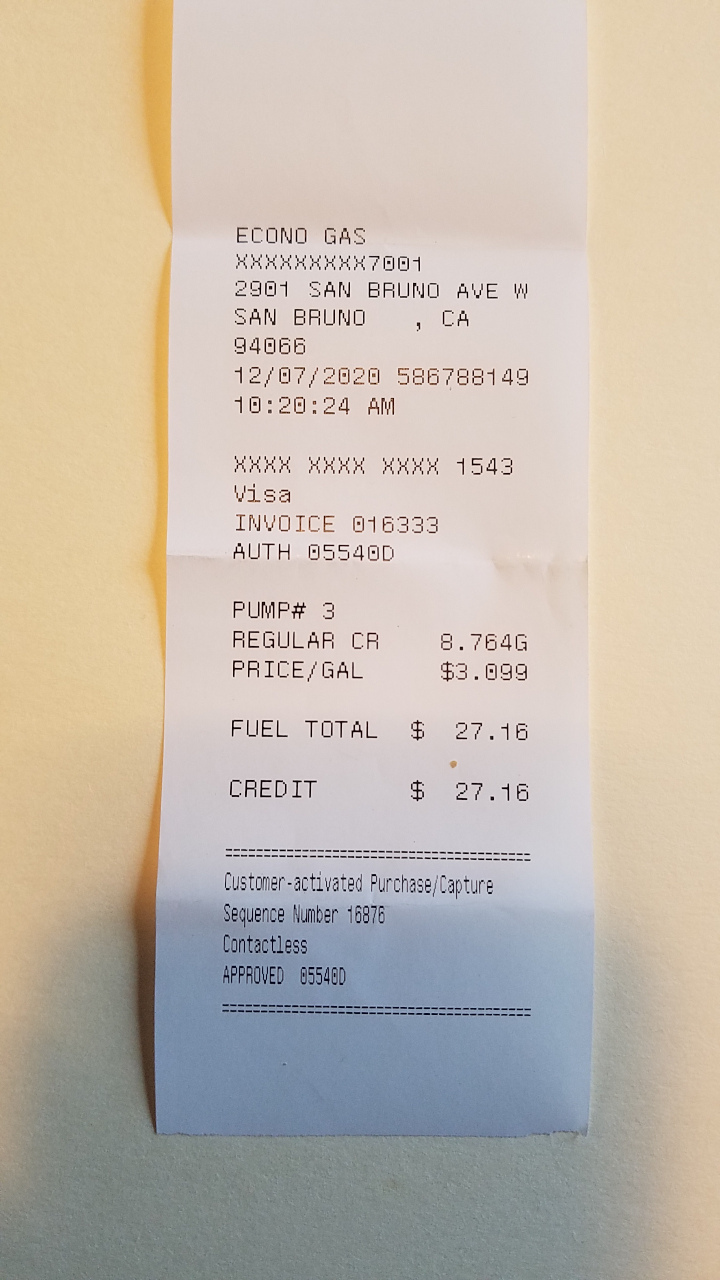 ECONO GAS
XXXXXXXXX7001
2901 SAN BRUNO AVE W
SAN BRUNO   , CA
94066
12/07/2020 586788149
10:20:24 AM
XXXX XXXX XXXX 1543
Visa
INVOICE 016333
AUTH 05540D
PUMP# 3
REGULAR CR    8.764G
PRICE/GAL     $3.099
FUEL TOTAL  $  27.16
CREDIT      $  27.16
=====================================
Customer-activated Purchase/Capture
Sequence Number 16876
Contactless
APPROVED  05540D
=====================================